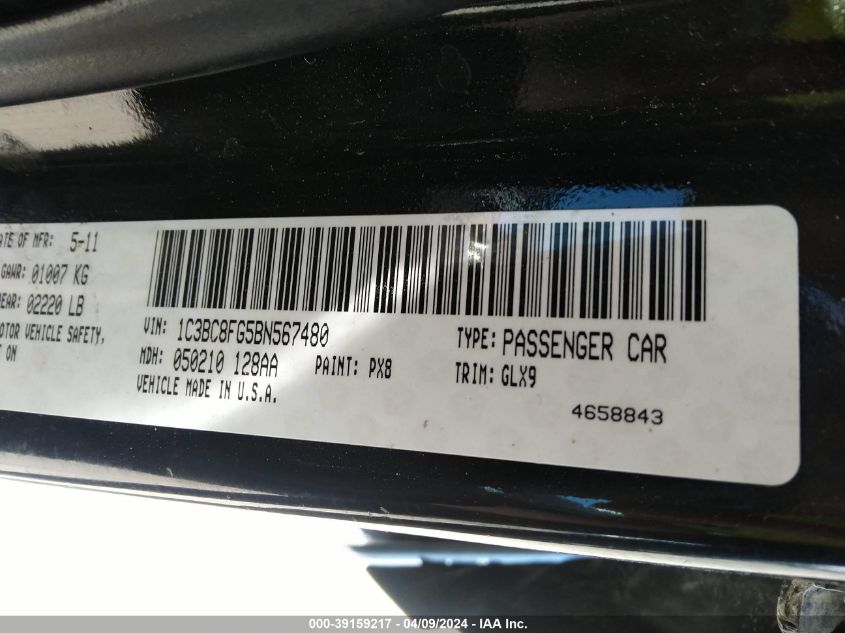 ATE OF MFR: 5-11
GAWR: 01007 KG
EAR: 02220 LB
OTOR VEHICLE SAFETY,
T ON
VIN: 1C3BC8FG5BN567480
TYPE: PASSENGER CAR
MDH: 050210 128AA PAINT: PX8
TRIM: GLX9
VEHICLE MADE IN U.S.A.
4658843
000-39159217 - 04/09/2024 - IAA Inc.